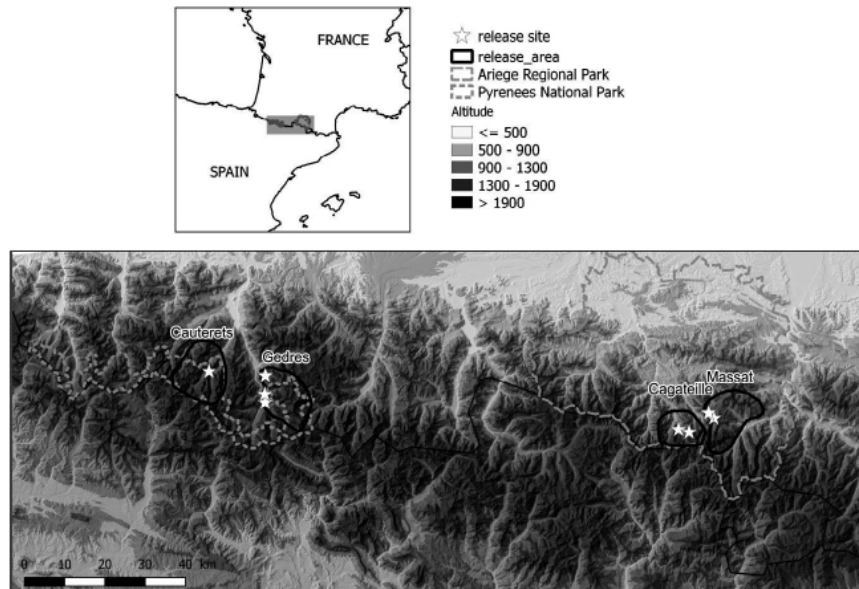 FRANCE
SPAIN
release site
release_area
Ariege Regional Park
Pyrenees National Park
Altitude
<= 500
500 - 900
900 - 1300
1300 - 1900
> 1900
Cauterets
Gedres
Massat
Cagateille
0 10 20 30 40 km